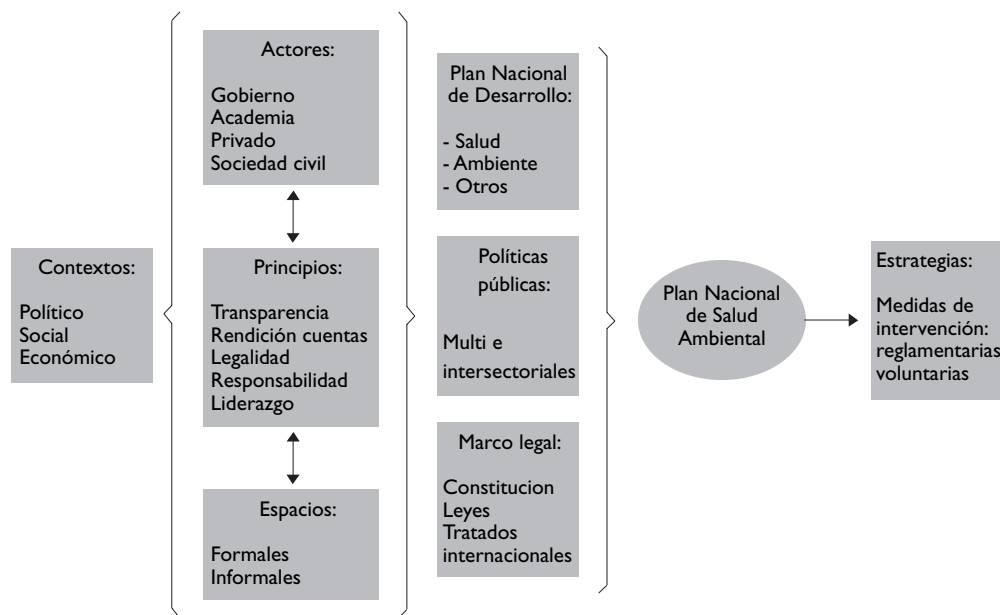 Contextos:
Político
Social
Económico
Actores:
Gobierno
Academia
Privado
Sociedad civil
Principios:
Transparencia
Rendición cuentas
Legalidad
Responsabilidad
Liderazgo
Espacios:
Formales
Informales
Plan Nacional
de Desarrollo:
- Salud
- Ambiente
- Otros
Políticas
públicas:
Multi e
intersectoriales
Marco legal:
Constitucion
Leyes
Tratados
internacionales
Plan Nacional
de Salud
Ambiental
Estrategias:
Medidas de
intervención:
reglamentarias
voluntarias